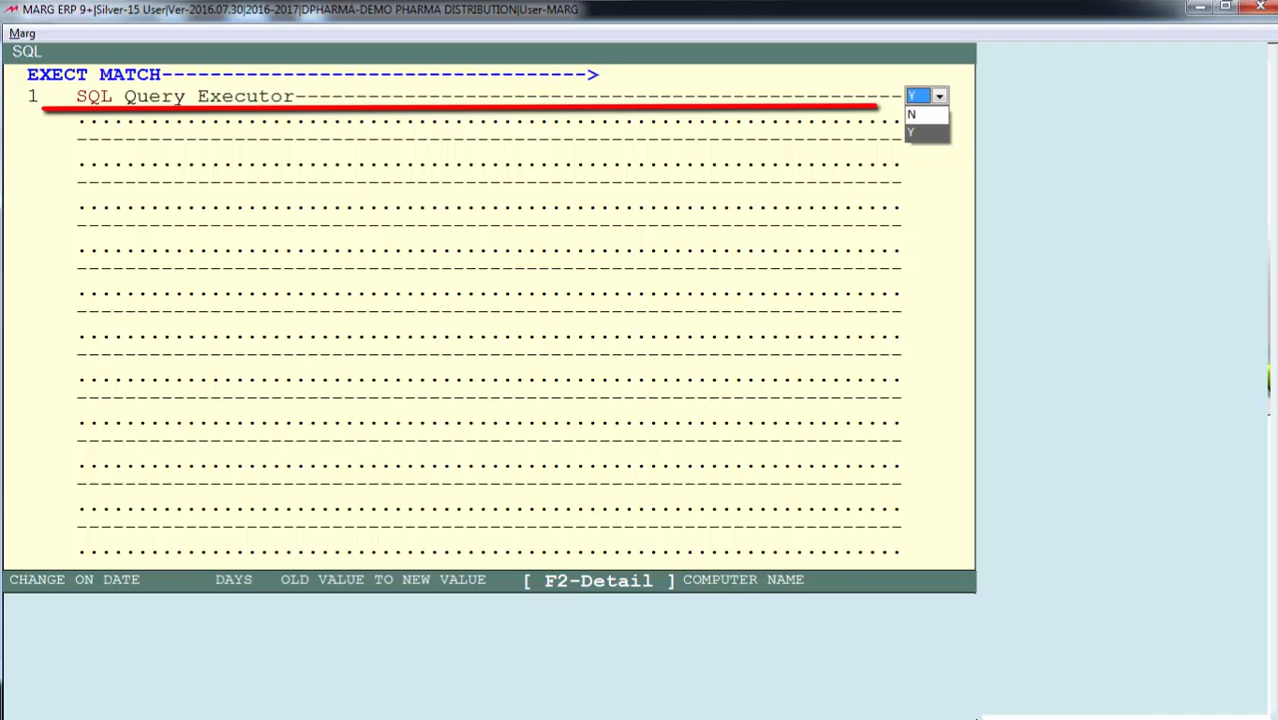 MARG ERP 9+|Silver-15 User|Ver-2016.07.30|2016-2017|DPHARMA-DEMO PHARMA DISTRIBUTION|User-MARG
Marg
SQL
EXECT MATCH----------------------------------->
1 SQL Query Executor-------------------------------------------------- Y
N
Y
CHANGE ON DATE DAYS OLD VALUE TO NEW VALUE [ F2-Detail ] COMPUTER NAME